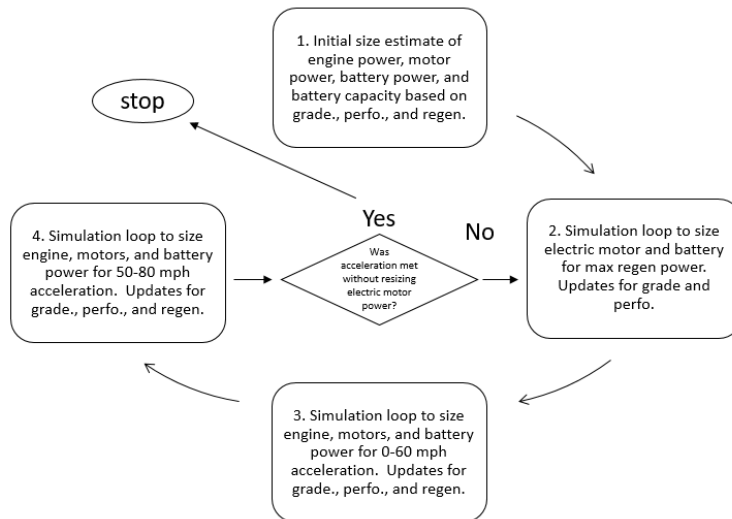 1. Initial size estimate of
engine power, motor
power, battery power, and
battery capacity based on
grade., perfo., and regen.
stop
Yes
No
4. Simulation loop to size
engine, motors, and battery
power for 50-80 mph
acceleration.  Updates for
grade., perfo., and regen.
Was
acceleration met
without resizing
electric motor
power?
2. Simulation loop to size
electric motor and battery
for max regen power.
Updates for grade and
perfo.
3. Simulation loop to size
engine, motors, and battery
power for 0-60 mph
acceleration.  Updates for
grade., perfo., and regen.